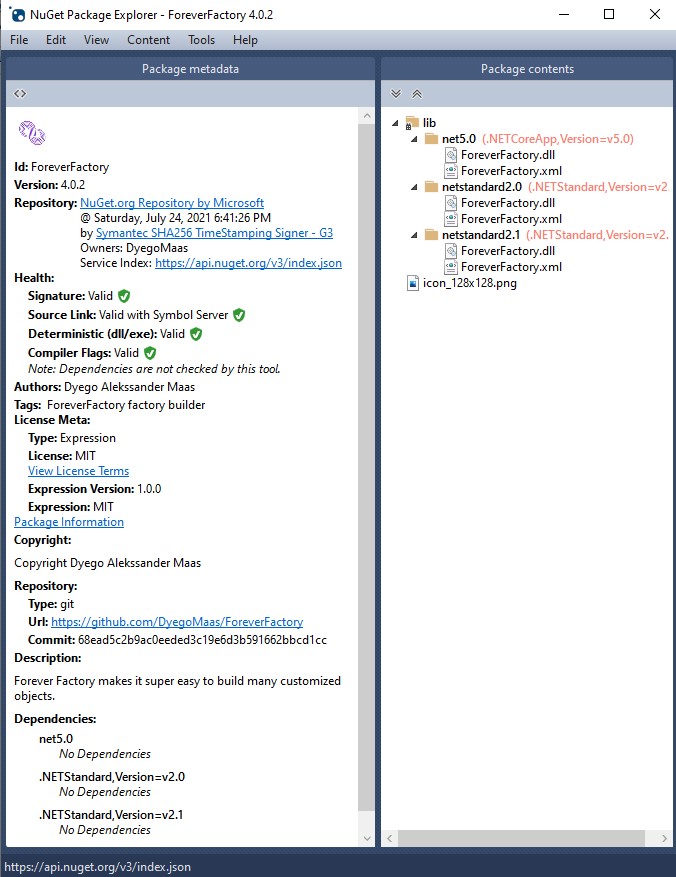 NuGet Package Explorer - ForeverFactory 4.0.2
File Edit View Content Tools Help
Package metadata
Id: ForeverFactory
Version: 4.0.2
Repository: NuGet.org Repository by Microsoft
@ Saturday, July 24, 2021 6:41:26 PM
by Symantec SHA256 TimeStamping Signer - G3
Owners: DyegoMaas
Service Index: https://api.nuget.org/v3/index.json
Health:
Signature: Valid
Source Link: Valid with Symbol Server
Deterministic (dll/exe): Valid
Compiler Flags: Valid
Note: Dependencies are not checked by this tool.
Authors: Dyego Alekssander Maas
Tags: ForeverFactory factory builder
License Meta:
Type: Expression
License: MIT
View License Terms
Expression Version: 1.0.0
Expression: MIT
Package Information
Copyright:
Copyright Dyego Alekssander Maas
Repository:
Type: git
Url: https://github.com/DyegoMaas/ForeverFactory
Commit: 68ead5c2b9ac0eeded3c19e6d3b591662bbcd1cc
Description:
Forever Factory makes it super easy to build many customized
objects.
Dependencies:
net5.0
No Dependencies
.NETStandard,Version=v2.0
No Dependencies
.NETStandard,Version=v2.1
No Dependencies
Package contents
lib
net5.0 (.NETCoreApp,Version=v5.0)
ForeverFactory.dll
ForeverFactory.xml
netstandard2.0 (.NETStandard,Version=v2
ForeverFactory.dll
ForeverFactory.xml
netstandard2.1 (.NETStandard,Version=v2.
ForeverFactory.dll
ForeverFactory.xml
icon_128x128.png
https://api.nuget.org/v3/index.json